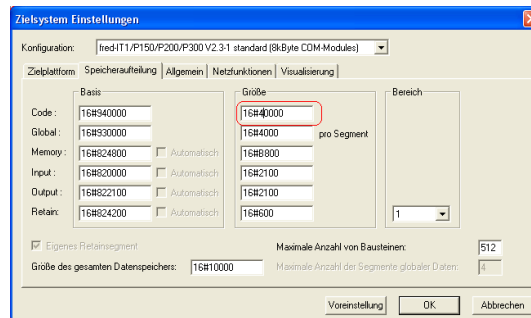 Zielsystem Einstellungen
Konfiguration: fred-IT1/P150/P200/P300 V2.3-1 standard (8kByte COM-Modules)
Zielplattform Speicheraufteilung Allgemein Netzfunktionen Visualisierung
Basis Größe Bereich
Code : 16#940000 16#40000
Global : 16#930000 16#4000 pro Segment
Memory : 16#824800 Automatisch 16#B800
Input : 16#820000 Automatisch 16#2100
Output : 16#822100 Automatisch 16#2100
Retain: 16#824200 Automatisch 16#600 1
Eigenes Retainsegment Maximale Anzahl von Bausteinen: 512
Größe des gesamten Datenspeichers: 16#10000 Maximale Anzahl der Segmente globaler Daten: 4
Voreinstellung OK Abbrechen